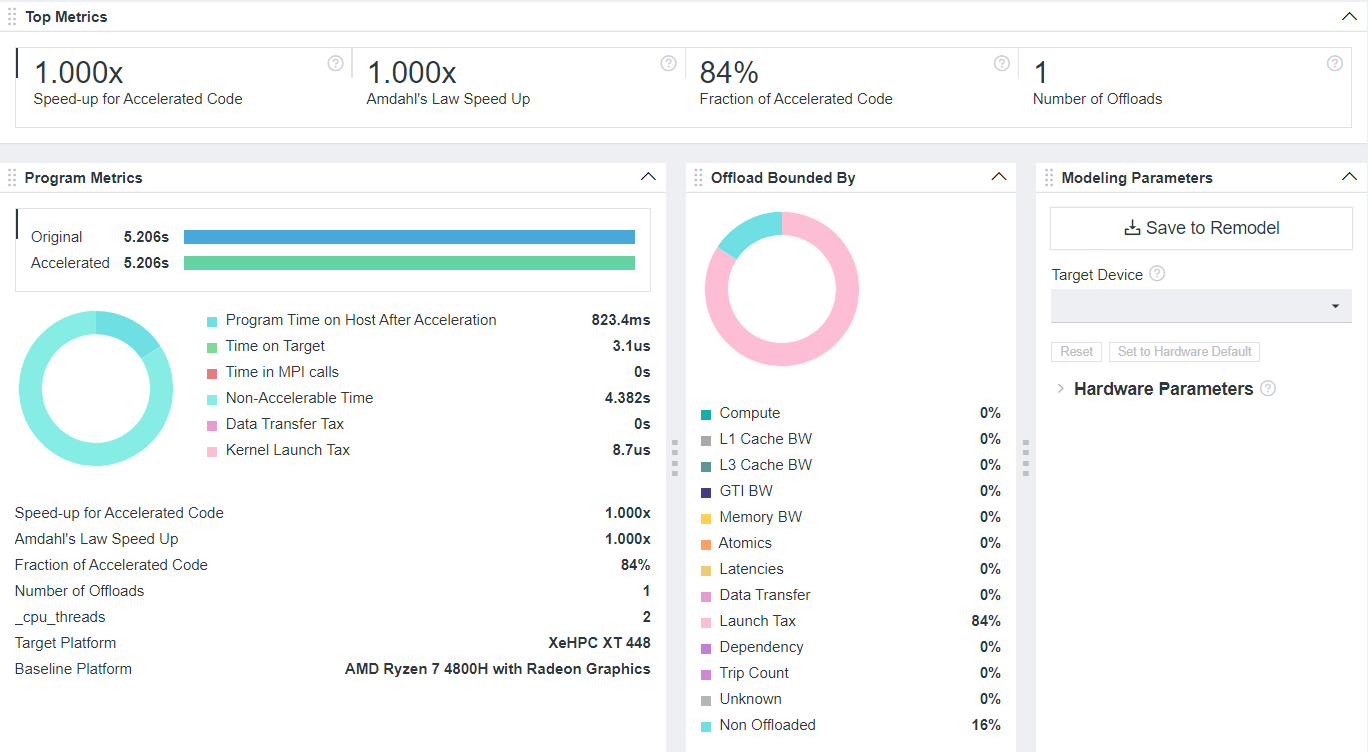 Top Metrics
1.000x
Speed-up for Accelerated Code
1.000x
Amdahl's Law Speed Up
84%
Fraction of Accelerated Code
1
Number of Offloads
Program Metrics
Original 5.206s
Accelerated 5.206s
Program Time on Host After Acceleration 823.4ms
Time on Target 3.1us
Time in MPI calls 0s
Non-Accelerable Time 4.382s
Data Transfer Tax 0s
Kernel Launch Tax 8.7us
Speed-up for Accelerated Code 1.000x
Amdahl's Law Speed Up 1.000x
Fraction of Accelerated Code 84%
Number of Offloads 1
_cpu_threads 2
Target Platform XeHPC XT 448
Baseline Platform AMD Ryzen 7 4800H with Radeon Graphics
Offload Bounded By
Compute 0%
L1 Cache BW 0%
L3 Cache BW 0%
GTI BW 0%
Memory BW 0%
Atomics 0%
Latencies 0%
Data Transfer 0%
Launch Tax 84%
Dependency 0%
Trip Count 0%
Unknown 0%
Non Offloaded 16%
Modeling Parameters
Save to Remodel
Target Device ?
Reset Set to Hardware Default
Hardware Parameters ?